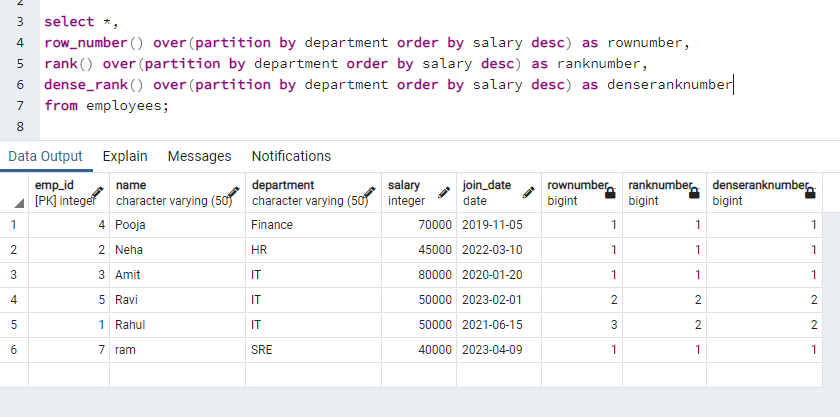 2
3 select *,
4 row_number() over(partition by department order by salary desc) as rownumber,
5 rank() over(partition by department order by salary desc) as ranknumber,
6 dense_rank() over(partition by department order by salary desc) as denseranknumber
7 from employees;
8
Data Output Explain Messages Notifications
emp_id name department salary join_date rownumber ranknumber denseranknumber
[PK] integer character varying (50) character varying (50) integer date bigint bigint bigint
1 4 Pooja Finance 70000 2019-11-05 1 1 1
2 2 Neha HR 45000 2022-03-10 1 1 1
3 3 Amit IT 80000 2020-01-20 1 1 1
4 5 Ravi IT 50000 2023-02-01 2 2 2
5 1 Rahul IT 50000 2021-06-15 3 2 2
6 7 ram SRE 40000 2023-04-09 1 1 1